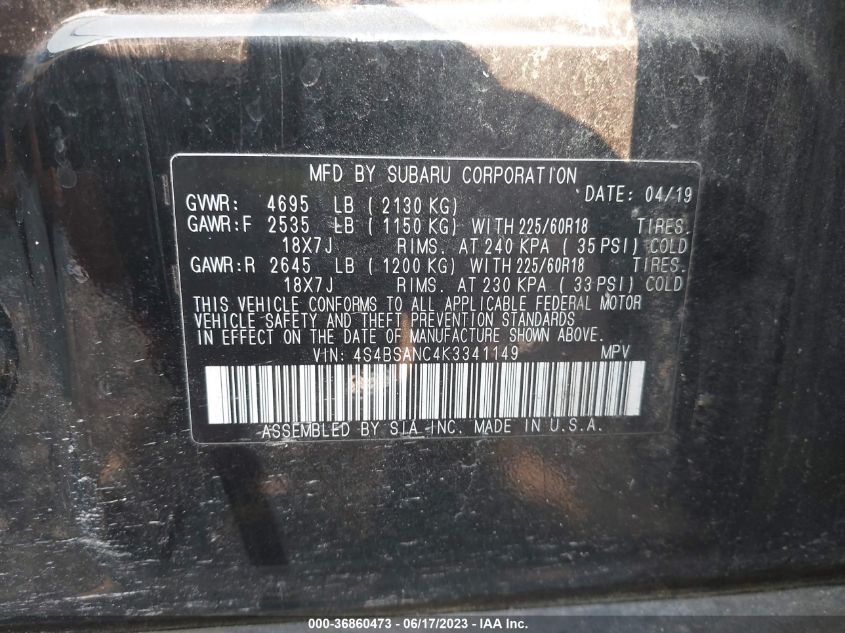 MFD BY SUBARU CORPORATION
DATE: 04/19
GVWR: 4695 LB ( 2130 KG)
GAWR:F 2535 LB ( 1150 KG) WITH 225/60R18 TIRES.
18X7J RIMS. AT 240 KPA ( 35 PSI) COLD
GAWR:R 2645 LB ( 1200 KG) WITH 225/60R18 TIRES.
18X7J RIMS. AT 230 KPA ( 33 PSI) COLD
THIS VEHICLE CONFORMS TO ALL APPLICABLE FEDERAL MOTOR
VEHICLE SAFETY AND THEFT PREVENTION STANDARDS
IN EFFECT ON THE DATE OF MANUFACTURE SHOWN ABOVE.
VIN: 4S4BSANC4K3341149 MPV
ASSEMBLED BY SIA INC. MADE IN U.S.A.
000-36860473 - 06/17/2023 - IAA Inc.